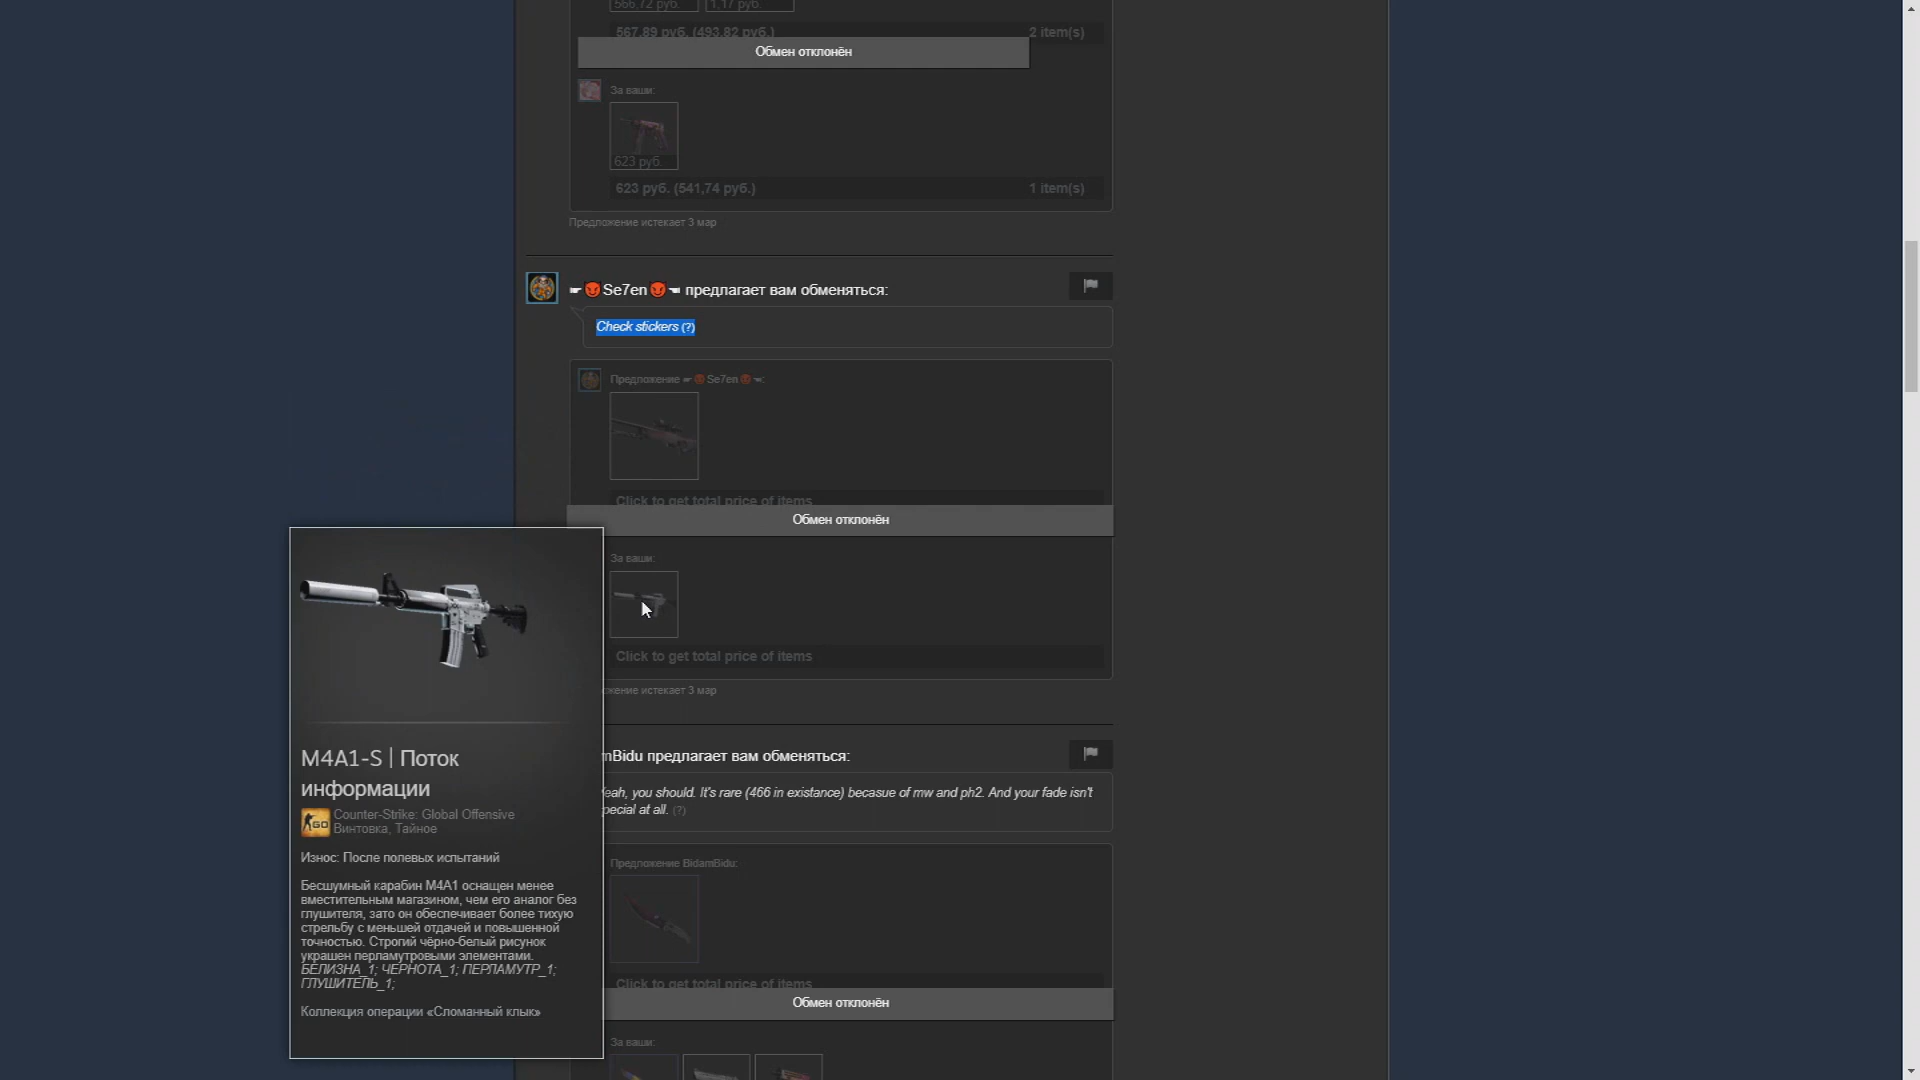 566,72 руб.
1,17 руб.
567,89 руб. (493,82 руб.)
2 item(s)
Обмен отклонён
За ваши:
623 руб.
623 руб. (541,74 руб.)
1 item(s)
Предложение истекает 3 мар
Se7en предлагает вам обменяться:
Check stickers (?)
Предложение Se7en :
Click to get total price of items
Обмен отклонён
За ваши:
Click to get total price of items
жение истекает 3 мар
M4A1-S | Поток
информации
GO
Counter-Strike: Global Offensive
Винтовка, Тайное
Износ: После полевых испытаний
Бесшумный карабин M4A1 оснащен менее
вместительным магазином, чем его аналог без
глушителя, зато он обеспечивает более тихую
стрельбу с меньшей отдачей и повышенной
точностью. Строгий чёрно-белый рисунок
украшен перламутровыми элементами.
БЕЛИЗНА_1; ЧЕРНОТА_1; ПЕРЛАМУТР_1;
ГЛУШИТЕЛЬ_1;
Коллекция операции «Сломанный клык»
mBidu предлагает вам обменяться:
eah, you should. It's rare (466 in existance) becasue of mw and ph2. And your fade isn't
pecial at all. (?)
Предложение BidamBidu:
Click to get total price of items
Обмен отклонён
За ваши: